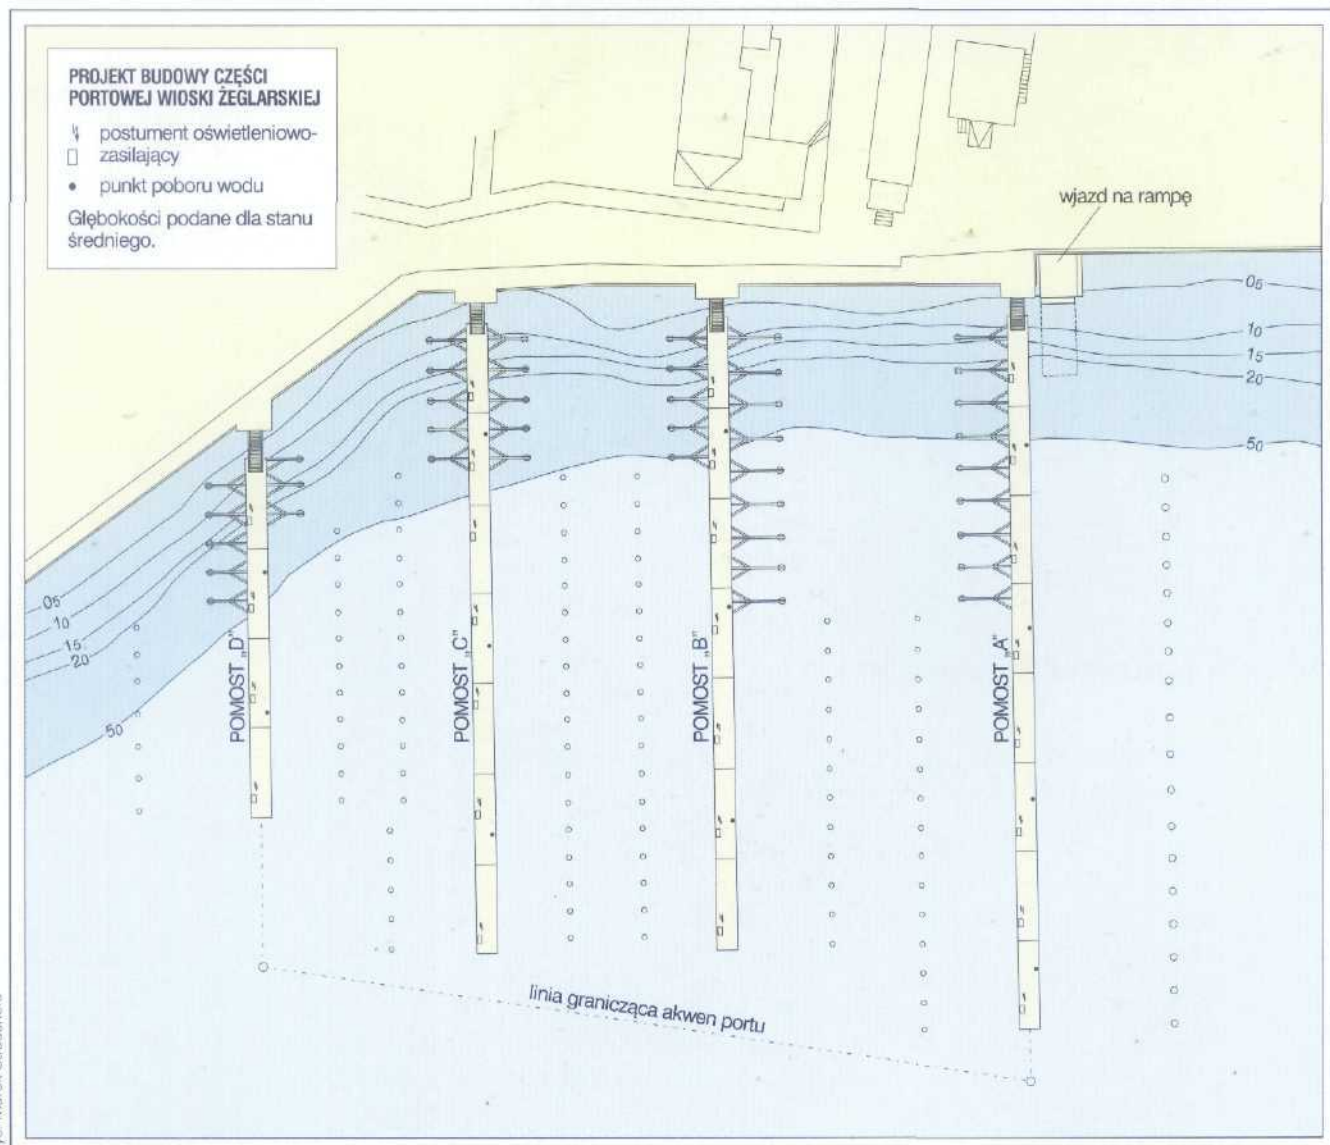 PROJEKT BUDOWY CZĘŚCI
PORTOWEJ WIOSKI ŻEGLARSKIEJ
postument oświetleniowo-
zasilający
punkt poboru wodu
Głębokości podane dla stanu
średniego.
wjazd na rampę
05
10
15
20
50
05
10
15
20
50
POMOST „D"
POMOST „C"
POMOST „B"
POMOST „A"
linia granicząca akwen portu